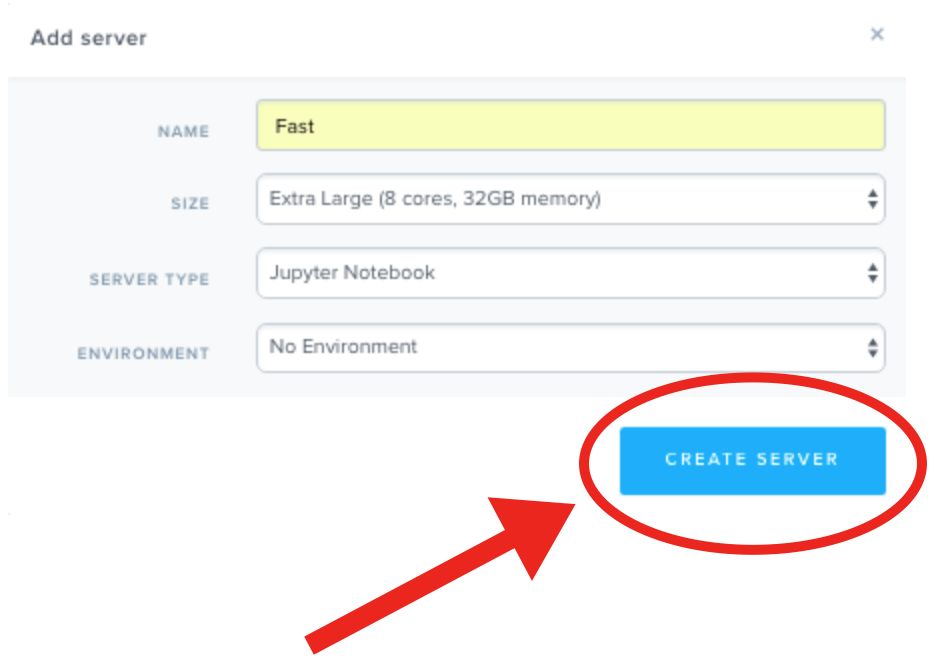 Add server
×
NAME
Fast
SIZE
Extra Large (8 cores, 32GB memory)
SERVER TYPE
Jupyter Notebook
ENVIRONMENT
No Environment
CREATE SERVER